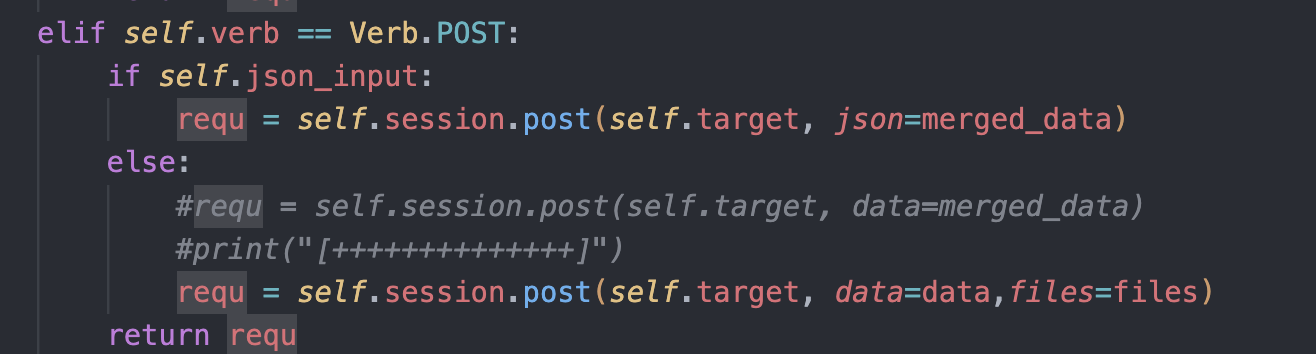 elif self.verb == Verb.POST:
if self.json_input:
requ = self.session.post(self.target, json=merged_data)
else:
#requ = self.session.post(self.target, data=merged_data)
#print("[++++++++++++++]")
requ = self.session.post(self.target, data=data,files=files)
return requ